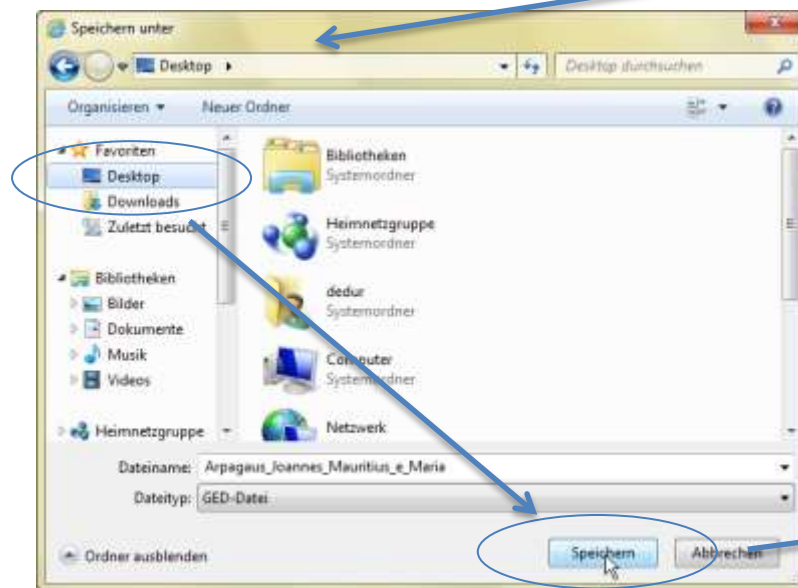 Speichern unter
Desktop
Desktop durchsuchen
Organisieren
Neuer Ordner
Favoriten
Desktop
Downloads
Zuletzt besucht
Bibliotheken
Bilder
Dokumente
Musik
Videos
Heimnetzgruppe
Bibliotheken
Systemordner
Heimnetzgruppe
Systemordner
dedur
Systemordner
Computer
Systemordner
Netzwerk
Dateiname: Arpagaus_Joannes_Mauritius_e_Maria
Dateityp: GED-Datei
Ordner ausblenden
Speichern
Abbrechen